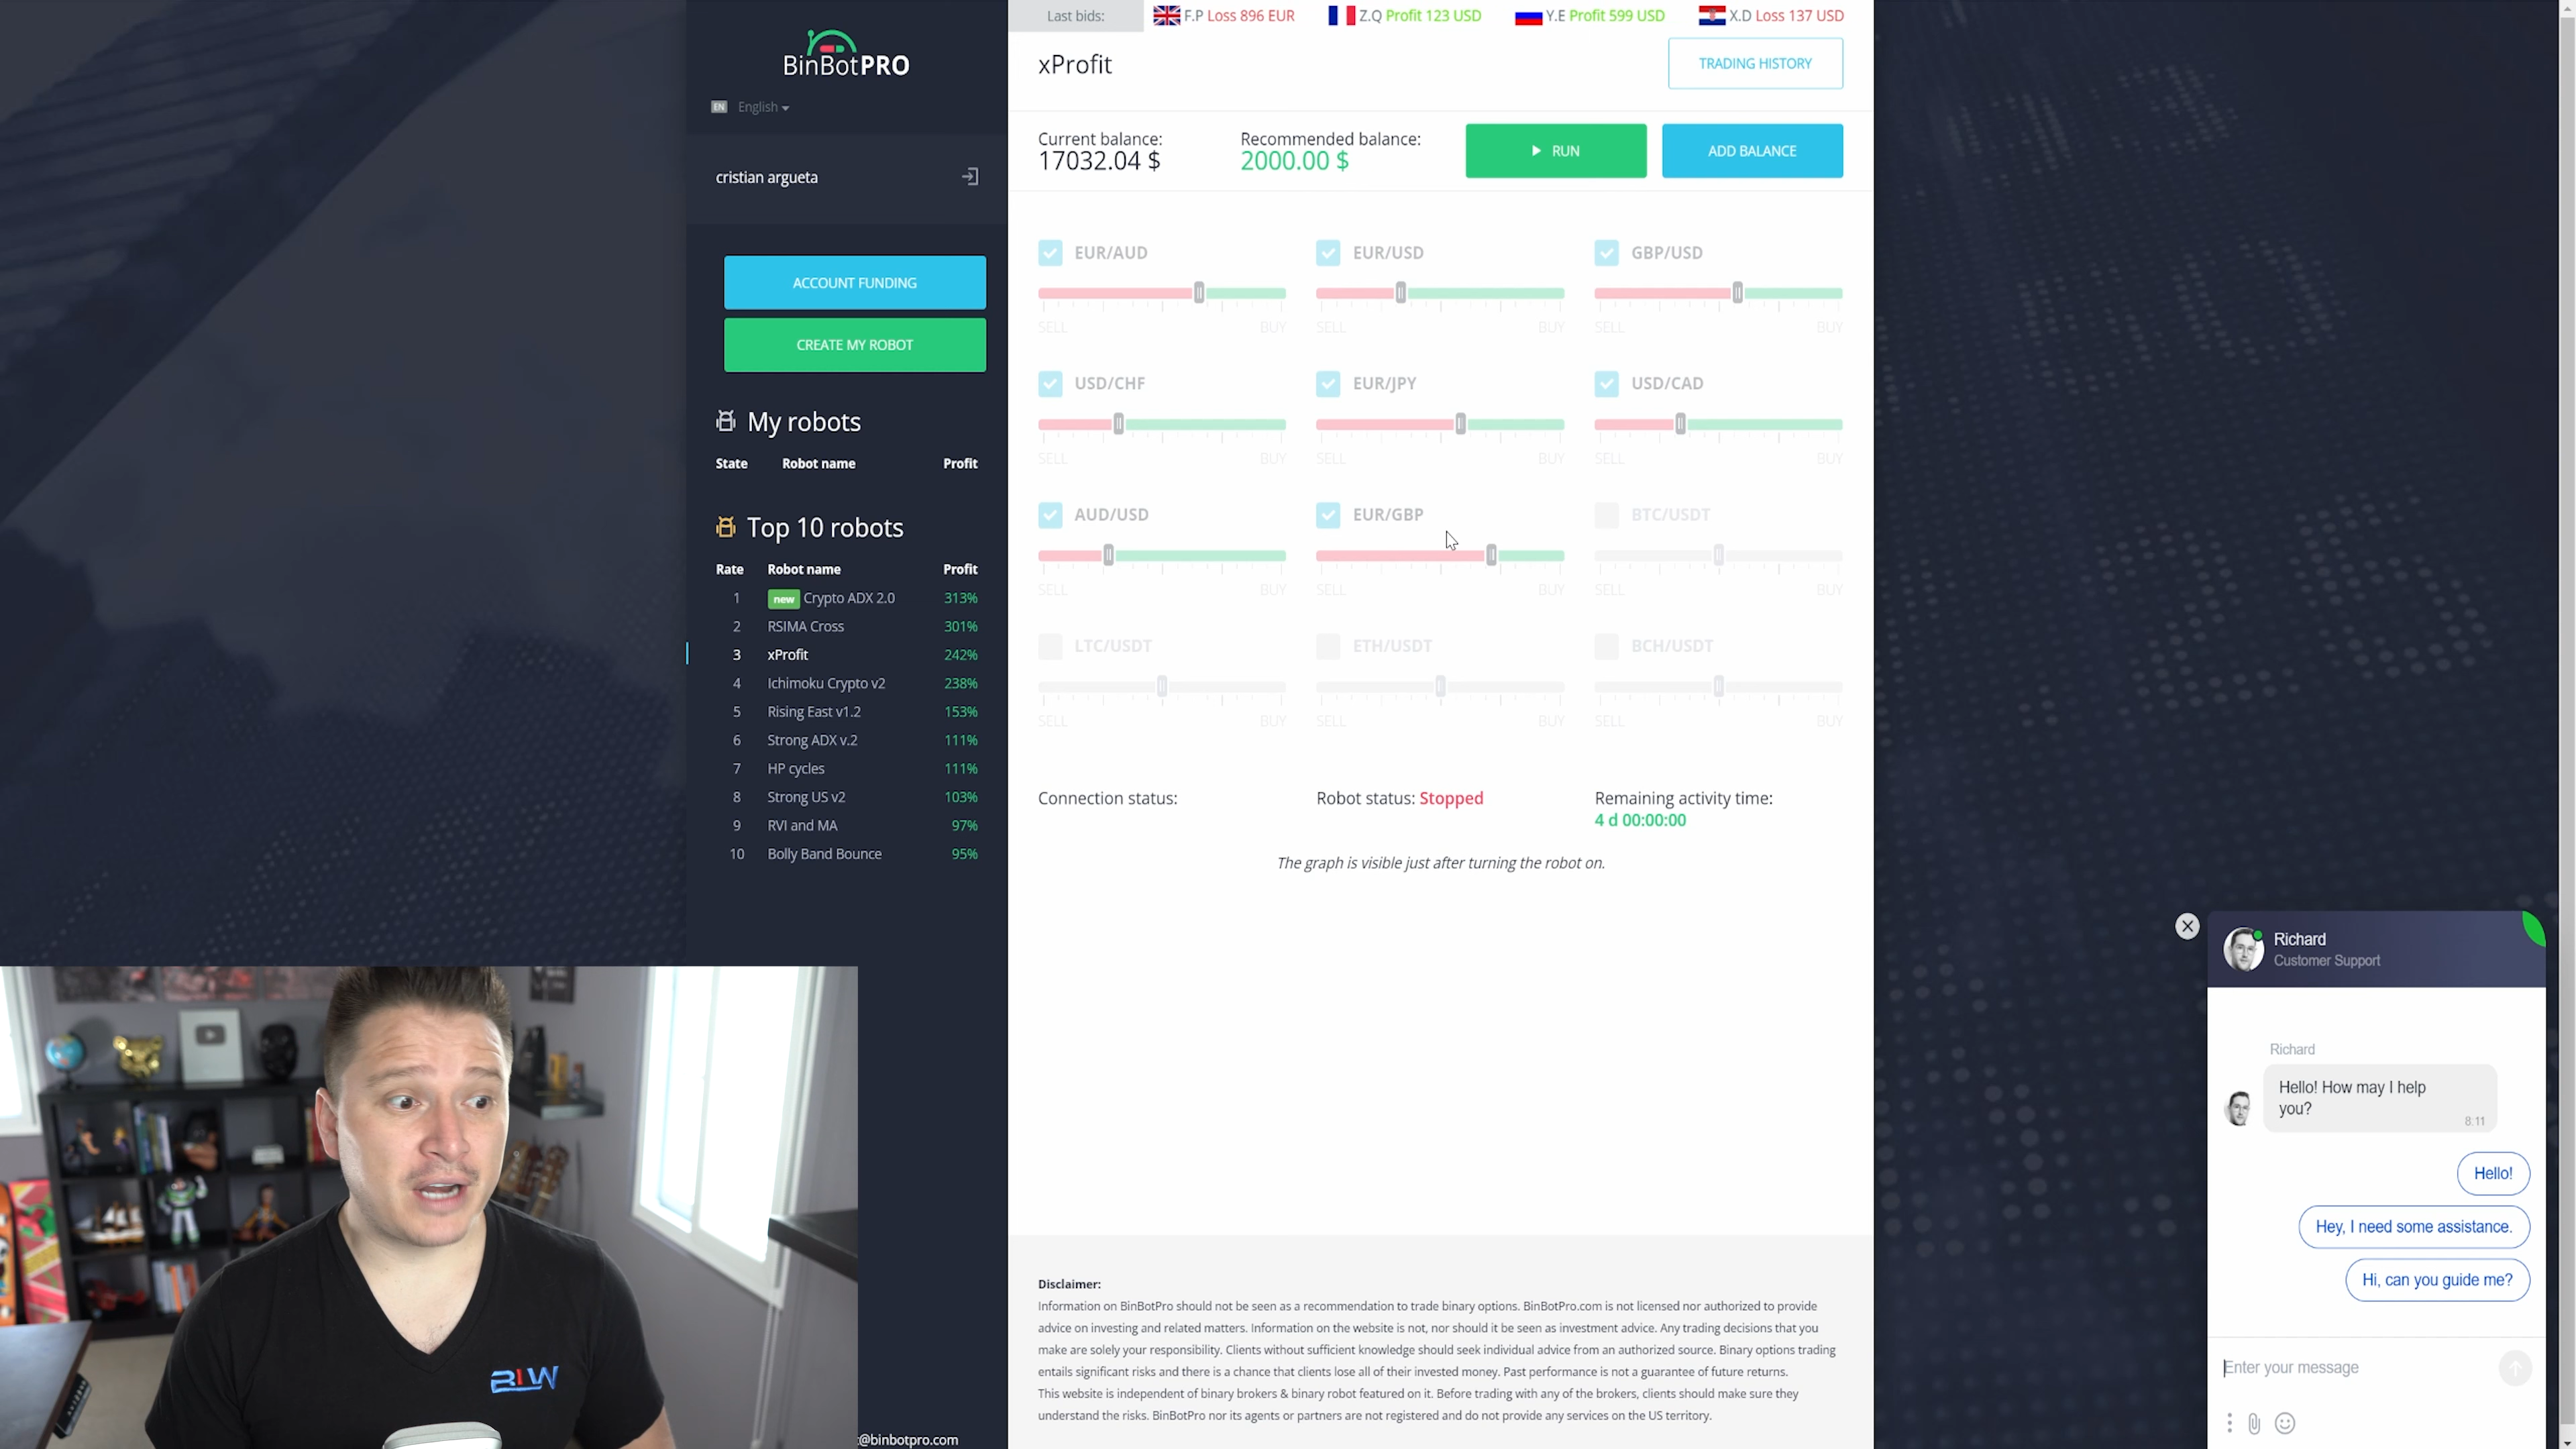 Last bids:
F.P Loss 896 EUR
Z.Q Profit 123 USD
Y.E Profit 599 USD
X.D Loss 137 USD
BinBotPRO
EN English
cristian argueta
ACCOUNT FUNDING
CREATE MY ROBOT
My robots
State Robot name Profit
Top 10 robots
Rate Robot name Profit
1 new Crypto ADX 2.0 313%
2 RSIMA Cross 301%
3 xProfit 242%
4 Ichimoku Crypto v2 238%
5 Rising East v1.2 153%
6 Strong ADX v.2 111%
7 HP cycles 111%
8 Strong US v2 103%
9 RVI and MA 97%
10 Bolly Band Bounce 95%
xProfit
TRADING HISTORY
Current balance:
17032.04 $
Recommended balance:
2000.00 $
RUN
ADD BALANCE
EUR/AUD EUR/USD GBP/USD
SELL BUY SELL BUY SELL BUY
USD/CHF EUR/JPY USD/CAD
SELL BUY SELL BUY SELL BUY
AUD/USD EUR/GBP BTC/USDT
SELL BUY SELL BUY SELL BUY
LTC/USDT ETH/USDT BCH/USDT
SELL BUY SELL BUY SELL BUY
Connection status:
Robot status: Stopped
Remaining activity time:
4 d 00:00:00
The graph is visible just after turning the robot on.
Disclaimer:
Information on BinBotPro should not be seen as a recommendation to trade binary options. BinBotPro.com is not licensed nor authorized to provide
advice on investing and related matters. Information on the website is not, nor should it be seen as investment advice. Any trading decisions that you
make are solely your responsibility. Clients without sufficient knowledge should seek individual advice from an authorized source. Binary options trading
entails significant risks and there is a chance that clients lose all of their invested money. Past performance is not a guarantee of future returns.
This website is independent of binary brokers & binary robot featured on it. Before trading with any of the brokers, clients should make sure they
understand the risks. BinBotPro nor its agents or partners are not registered and do not provide any services on the US territory.
Richard
Customer Support
Richard
Hello! How may I help
you?
8:11
Hello!
Hey, I need some assistance.
Hi, can you guide me?
Enter your message
BLW
@binbotpro.com